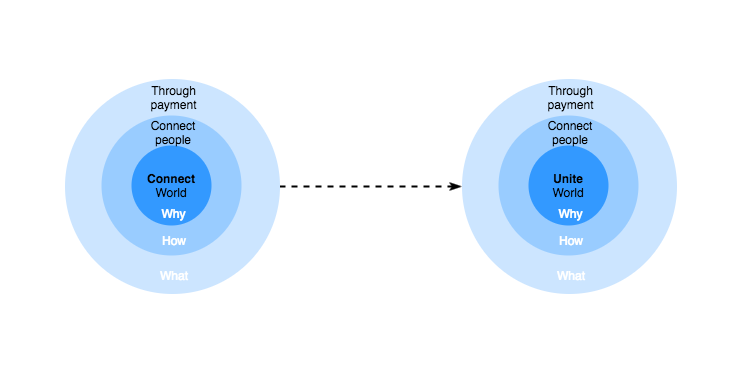 Through
payment
Connect
people
Connect
World
Why
How
What
Through
payment
Connect
people
Unite
World
Why
How
What